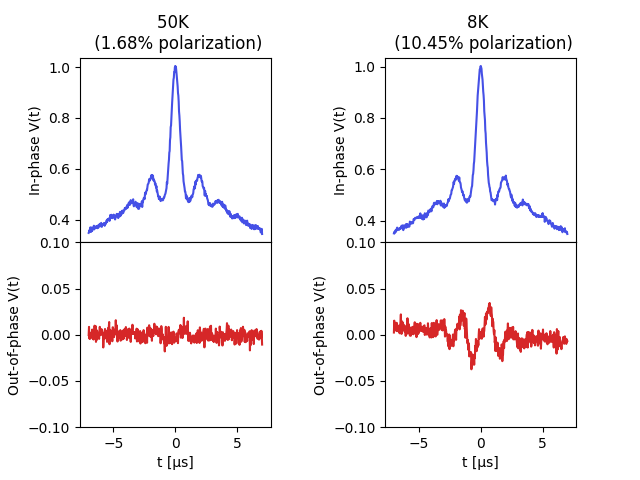 50K
(1.68% polarization)
8K
(10.45% polarization)
In-phase V(t)
1.0
0.8
0.6
0.4
In-phase V(t)
1.0
0.8
0.6
0.4
Out-of-phase V(t)
0.10
0.05
0.00
−0.05
−0.10
−5
0
5
t [μs]
Out-of-phase V(t)
0.10
0.05
0.00
−0.05
−0.10
−5
0
5
t [μs]